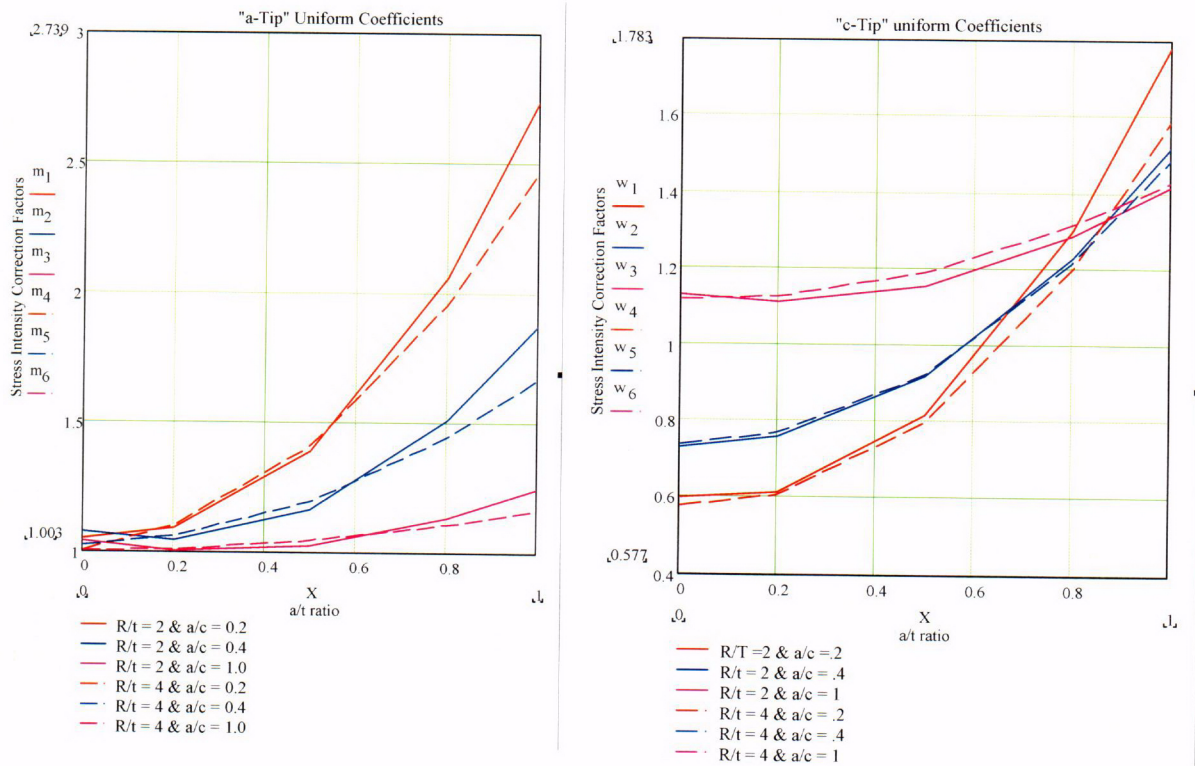 "a-Tip" Uniform Coefficients
2.739
3
2.5
2
1.5
1.003
1
Stress Intensity Correction Factors
m1
m2
m3
m4
m5
m6
0
0.2
0.4
0.6
0.8
0
X
1
a/t ratio
R/t = 2 & a/c = 0.2
R/t = 2 & a/c = 0.4
R/t = 2 & a/c = 1.0
R/t = 4 & a/c = 0.2
R/t = 4 & a/c = 0.4
R/t = 4 & a/c = 1.0
"c-Tip" uniform Coefficients
1.783
1.6
1.4
1.2
1
0.8
0.6
0.577
0.4
Stress Intensity Correction Factors
w1
w2
w3
w4
w5
w6
0
0.2
0.4
0.6
0.8
0
X
1
a/t ratio
R/T =2 & a/c=.2
R/t = 2 & a/c= .4
R/t = 2 & a/c= 1
R/t = 4 & a/c= .2
R/t = 4 & a/c= .4
R/t = 4 & a/c= 1